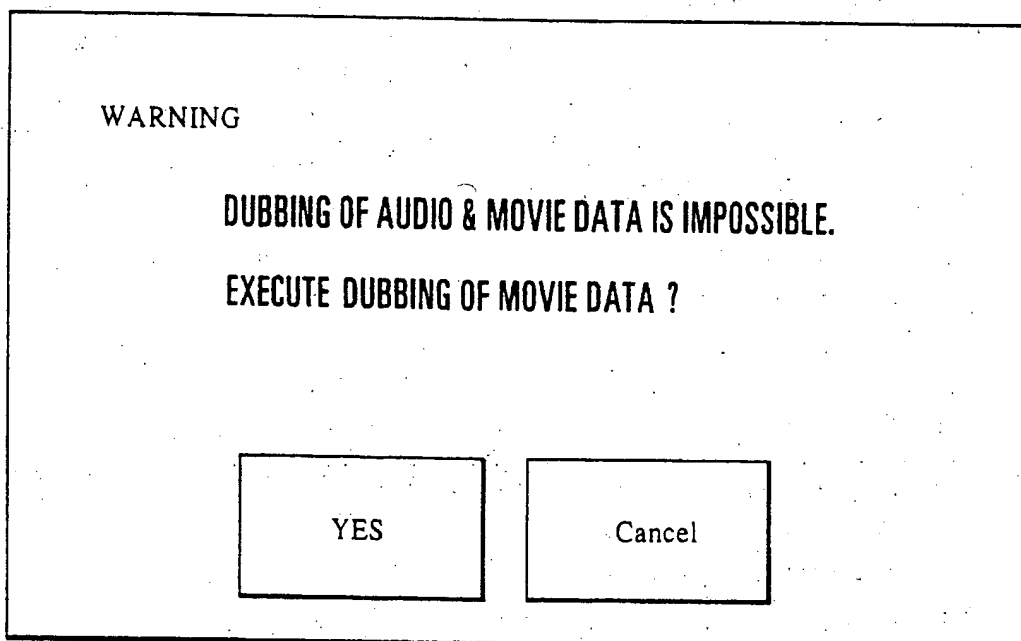 WARNING
DUBBING OF AUDIO & MOVIE DATA IS IMPOSSIBLE.
EXECUTE DUBBING OF MOVIE DATA ?
YES
Cancel